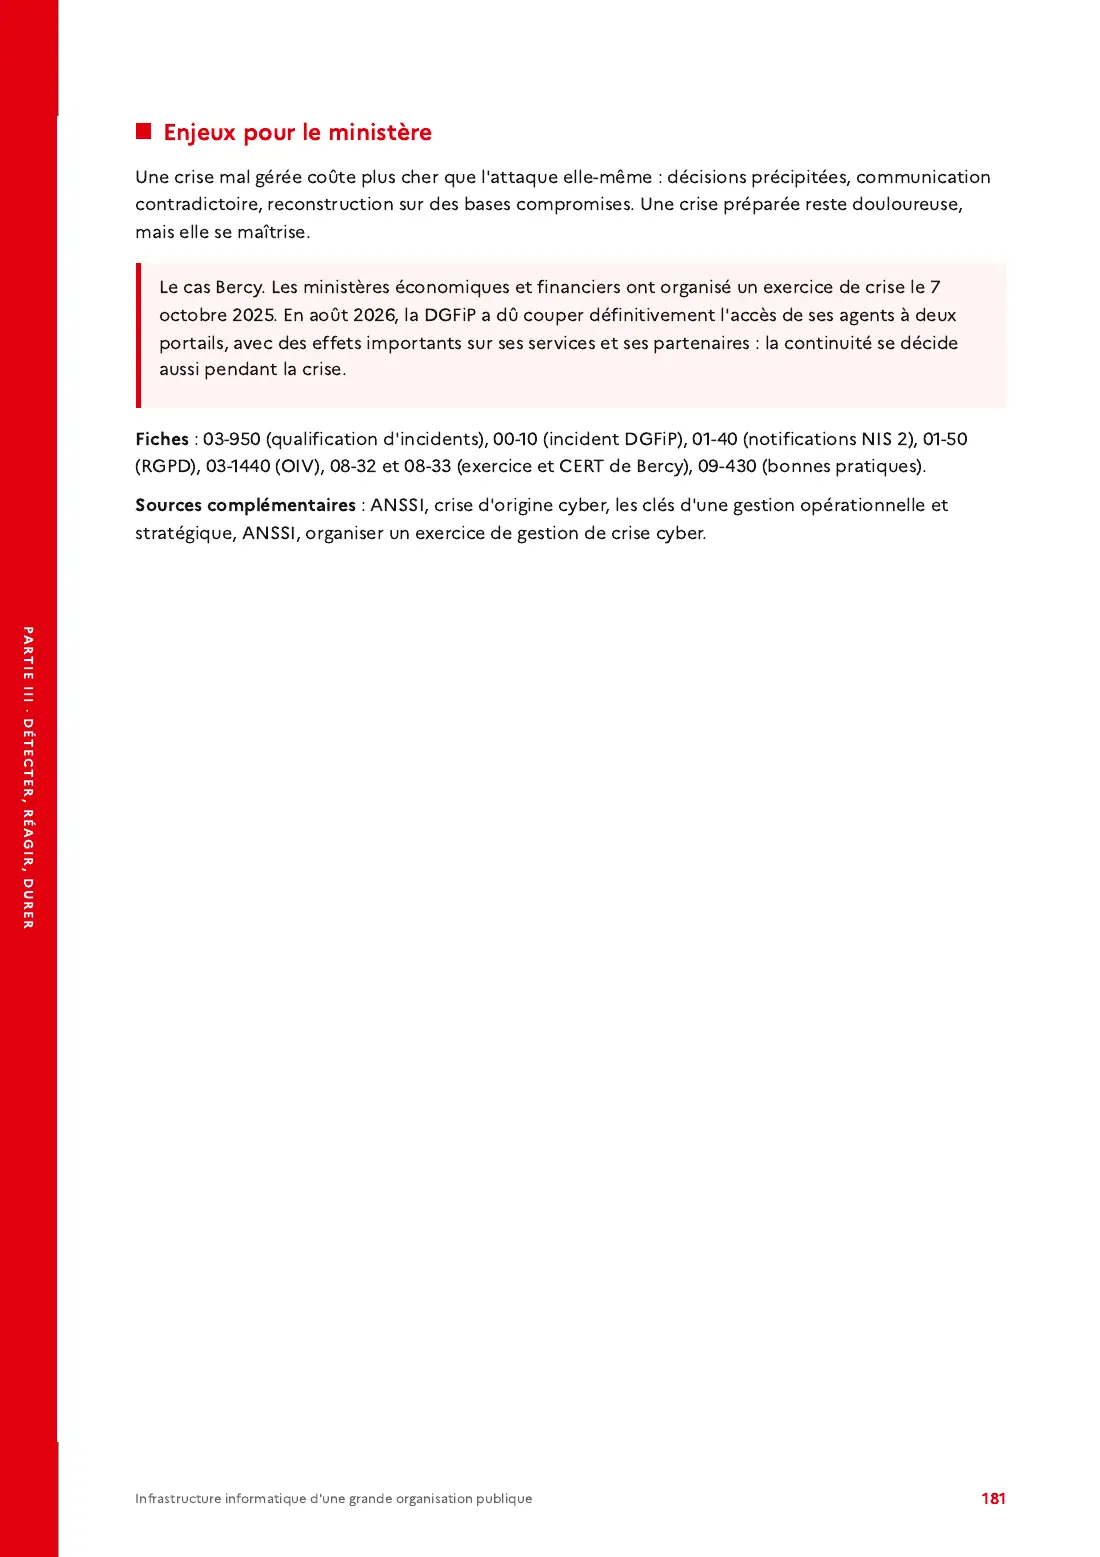 Enjeux pour le ministère
Une crise mal gérée coûte plus cher que l'attaque elle-même : décisions précipitées, communication
contradictoire, reconstruction sur des bases compromises. Une crise préparée reste douloureuse,
mais elle se maîtrise.
Le cas Bercy. Les ministères économiques et financiers ont organisé un exercice de crise le 7
octobre 2025. En août 2026, la DGFiP a dû couper définitivement l'accès de ses agents à deux
portails, avec des effets importants sur ses services et ses partenaires : la continuité se décide
aussi pendant la crise.
Fiches : 03-950 (qualification d'incidents), 00-10 (incident DGFiP), 01-40 (notifications NIS 2), 01-50
(RGPD), 03-1440 (OIV), 08-32 et 08-33 (exercice et CERT de Bercy), 09-430 (bonnes pratiques).
Sources complémentaires : ANSSI, crise d'origine cyber, les clés d'une gestion opérationnelle et
stratégique, ANSSI, organiser un exercice de gestion de crise cyber.
PARTIE III · DÉTECTER, RÉAGIR, DURER
Infrastructure informatique d'une grande organisation publique
181